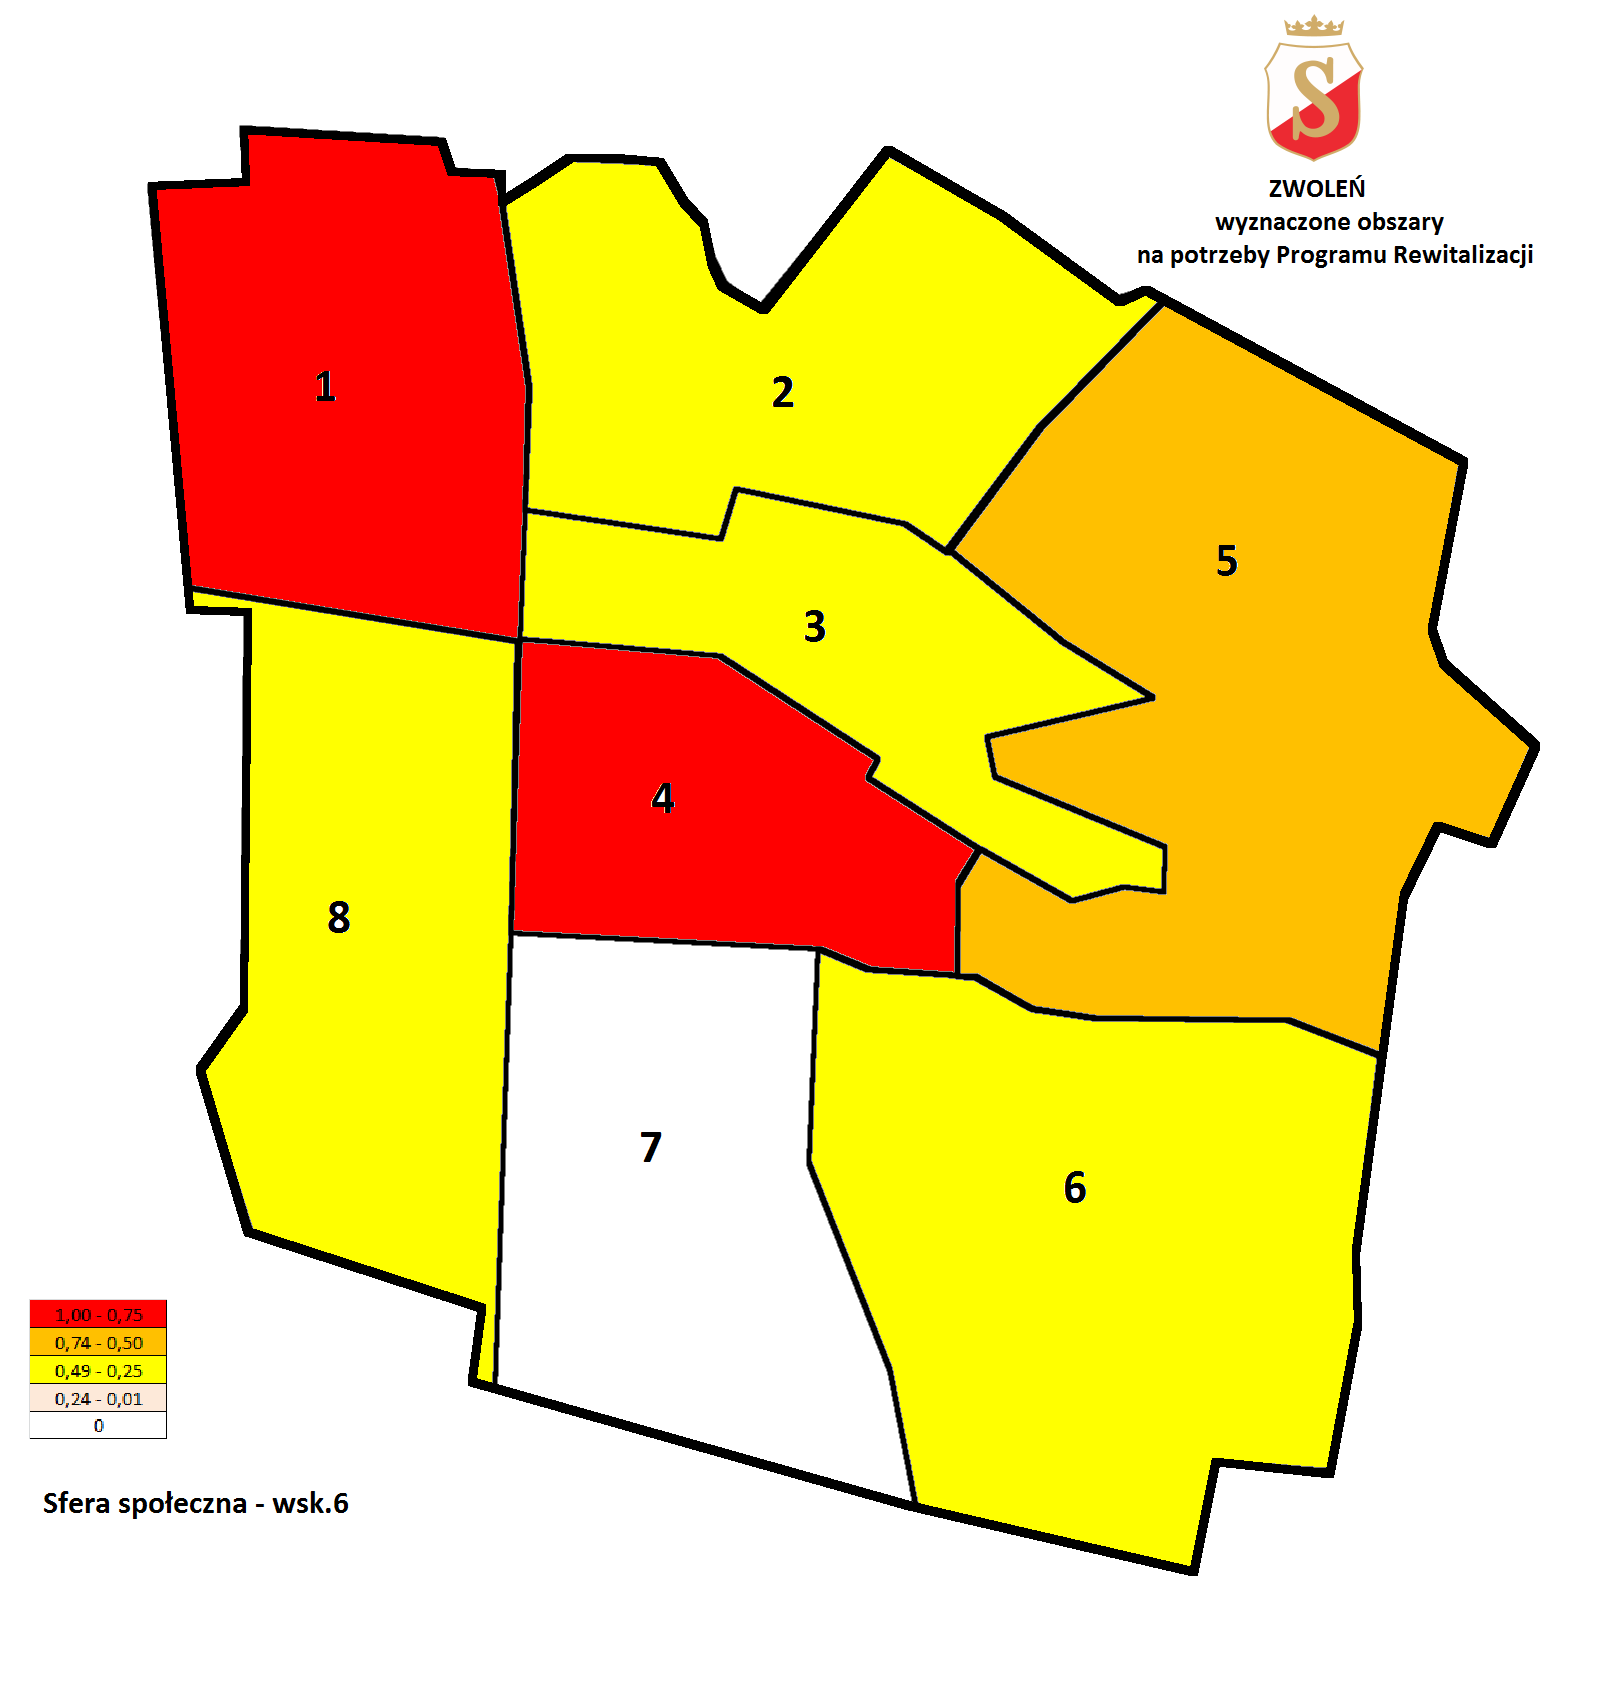 S
ZWOLEŃ
wyznaczone obszary
na potrzeby Programu Rewitalizacji
1
2
5
3
4
8
7
6
1,00 - 0,75
0,74 - 0,50
0,49 - 0,25
0,24 - 0,01
0
Sfera społeczna - wsk.6